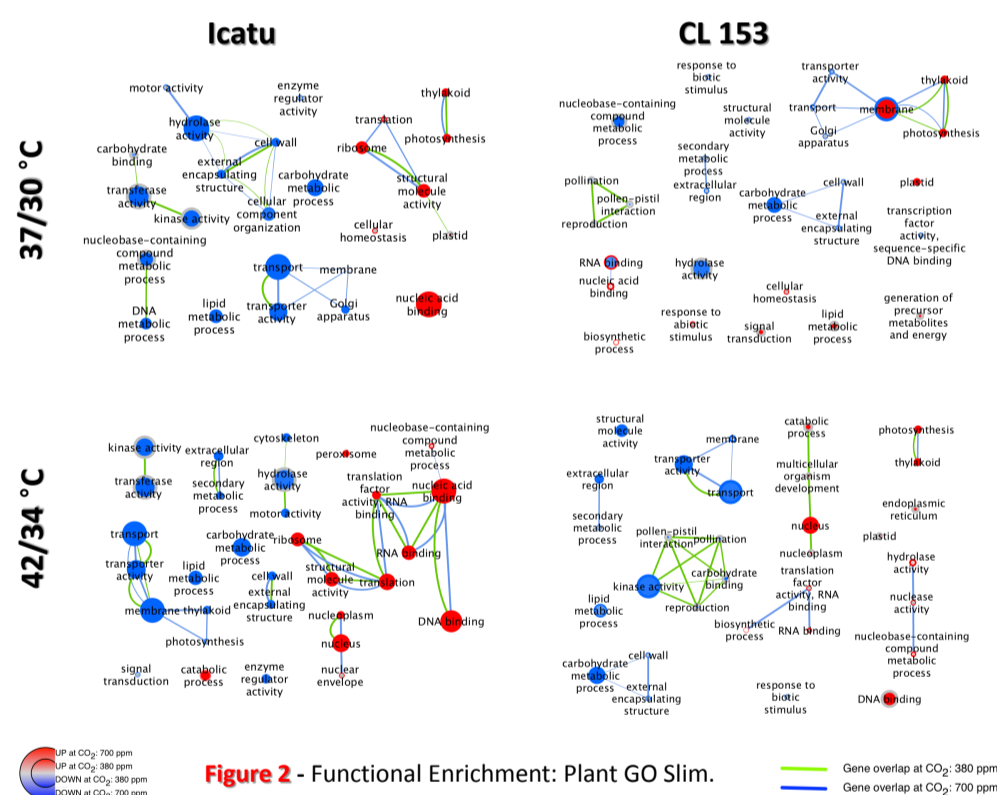 Icatu
CL 153
37/30 °C
motor activity
enzyme
regulator
activity
thylakoid
hydrolase
activity
translation
cell wall
photosynthesis
carbohydrate
binding
ribosome
external
encapsulating
structure
carbohydrate
metabolic
process
structural
molecule
activity
transferase
activity
kinase activity
cellular
component
organization
cellular
homeostasis
plastid
nucleobase-containing
compound
metabolic
process
transport
membrane
DNA
metabolic
process
lipid
metabolic
process
transporter
activity
Golgi
apparatus
nucleic acid
binding
response to
biotic
stimulus
transporter
activity
thylakoid
nucleobase-containing
compound
metabolic
process
structural
molecule
activity
transport
membrane
Golgi
apparatus
photosynthesis
secondary
metabolic
process
extracellular
region
pollination
pollen-pistil
interaction
reproduction
carbohydrate
metabolic
process
cell wall
external
encapsulating
structure
plastid
transcription
factor
activity,
sequence-specific
DNA binding
RNA binding
nucleic acid
binding
hydrolase
activity
cellular
homeostasis
generation of
precursor
metabolites
and energy
biosynthetic
process
response to
abiotic
stimulus
signal
transduction
lipid
metabolic
process
42/34 °C
kinase activity
transferase
activity
extracellular
region
secondary
metabolic
process
cytoskeleton
hydrolase
activity
motor activity
peroxisome
nucleobase-containing
compound
metabolic
process
translation
factor
activity, RNA
binding
nucleic acid
binding
transport
transporter
activity
carbohydrate
metabolic
process
ribosome
RNA binding
lipid
metabolic
process
cell wall
external
encapsulating
structure
structural
molecule
activity
translation
membrane
thylakoid
photosynthesis
nucleoplasm
nucleus
nuclear
envelope
DNA binding
signal
transduction
catabolic
process
enzyme
regulator
activity
structural
molecule
activity
membrane
transporter
activity
transport
catabolic
process
photosynthesis
thylakoid
extracellular
region
secondary
metabolic
process
multicellular
organism
development
nucleus
nucleoplasm
endoplasmic
reticulum
plastid
pollen-pistil
interaction
pollination
kinase activity
carbohydrate
binding
reproduction
translation
factor
activity, RNA
binding
hydrolase
activity
nuclease
activity
lipid
metabolic
process
biosynthetic
process
RNA binding
nucleobase-containing
compound
metabolic
process
carbohydrate
metabolic
process
cell wall
external
encapsulating
structure
response to
biotic
stimulus
DNA binding
UP at CO2: 700 ppm
UP at CO2: 380 ppm
DOWN at CO2: 380 ppm
DOWN at CO2: 700 ppm
Figure 2 - Functional Enrichment: Plant GO Slim.
Gene overlap at CO2: 380 ppm
Gene overlap at CO2: 700 ppm